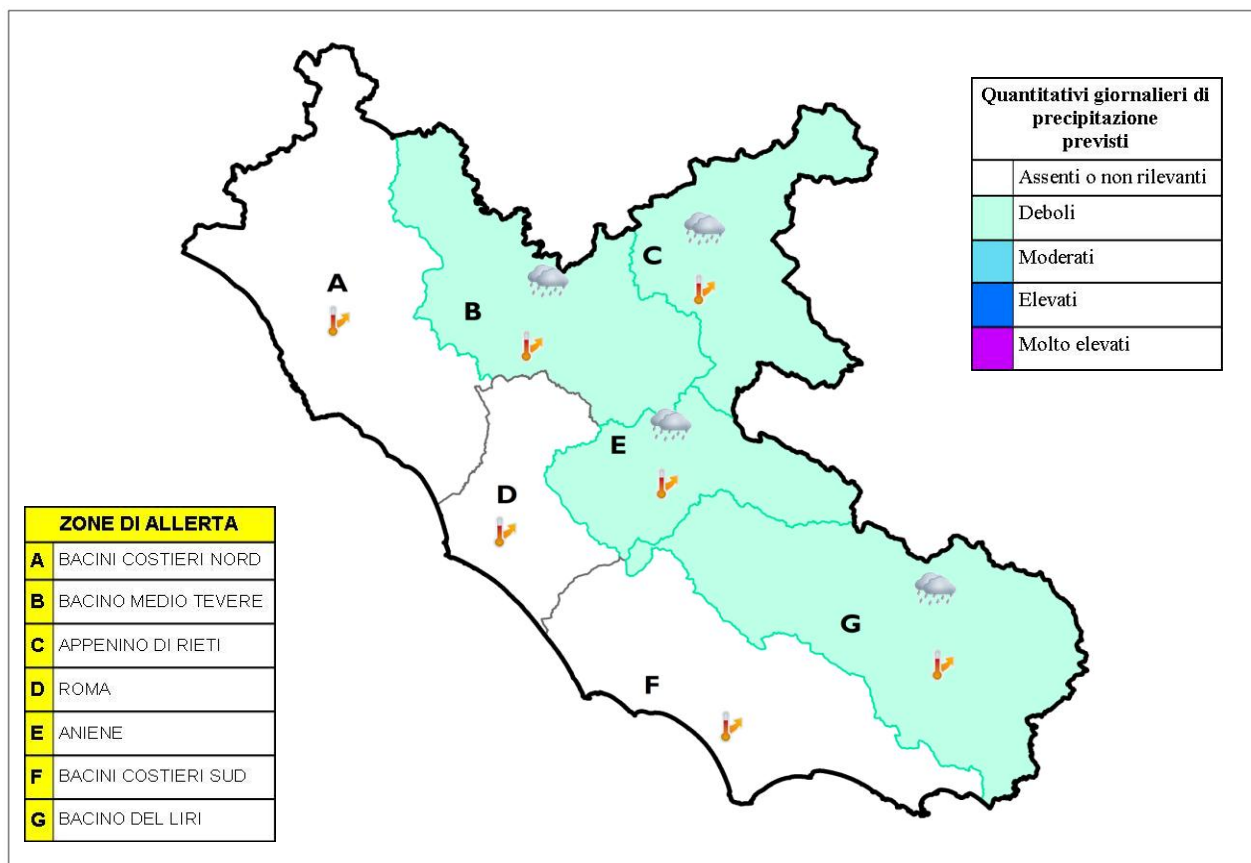 Quantitativi giornalieri di
precipitazione
previsti
Assenti o non rilevanti
Deboli
Moderati
Elevati
Molto elevati
A
B
C
D
E
F
G
ZONE DI ALLERTA
A BACINI COSTIERI NORD
B BACINO MEDIO TEVERE
C APPENINO DI RIETI
D ROMA
E ANIENE
F BACINI COSTIERI SUD
G BACINO DEL LIRI